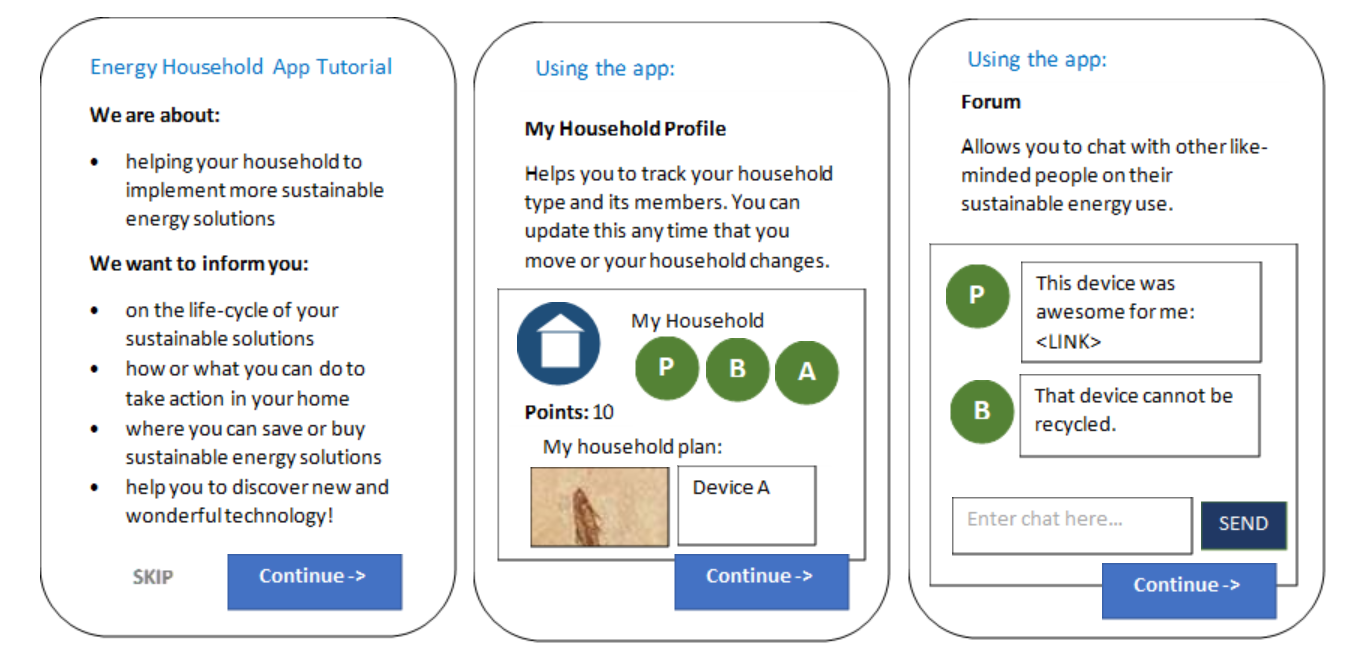 Energy Household App Tutorial
We are about:
• helping your household to
implement more sustainable
energy solutions
We want to inform you:
• on the life-cycle of your
sustainable solutions
• how or what you can do to
take action in your home
• where you can save or buy
sustainable energy solutions
• help you to discover new and
wonderful technology!
SKIP
Continue ->
Using the app:
My Household Profile
Helps you to track your household
type and its members. You can
update this any time that you
move or your household changes.
My Household
P B A
Points: 10
My household plan:
Device A
Continue ->
Using the app:
Forum
Allows you to chat with other like-
minded people on their
sustainable energy use.
P
This device was
awesome for me:
<LINK>
B
That device cannot be
recycled.
Enter chat here...
SEND
Continue ->